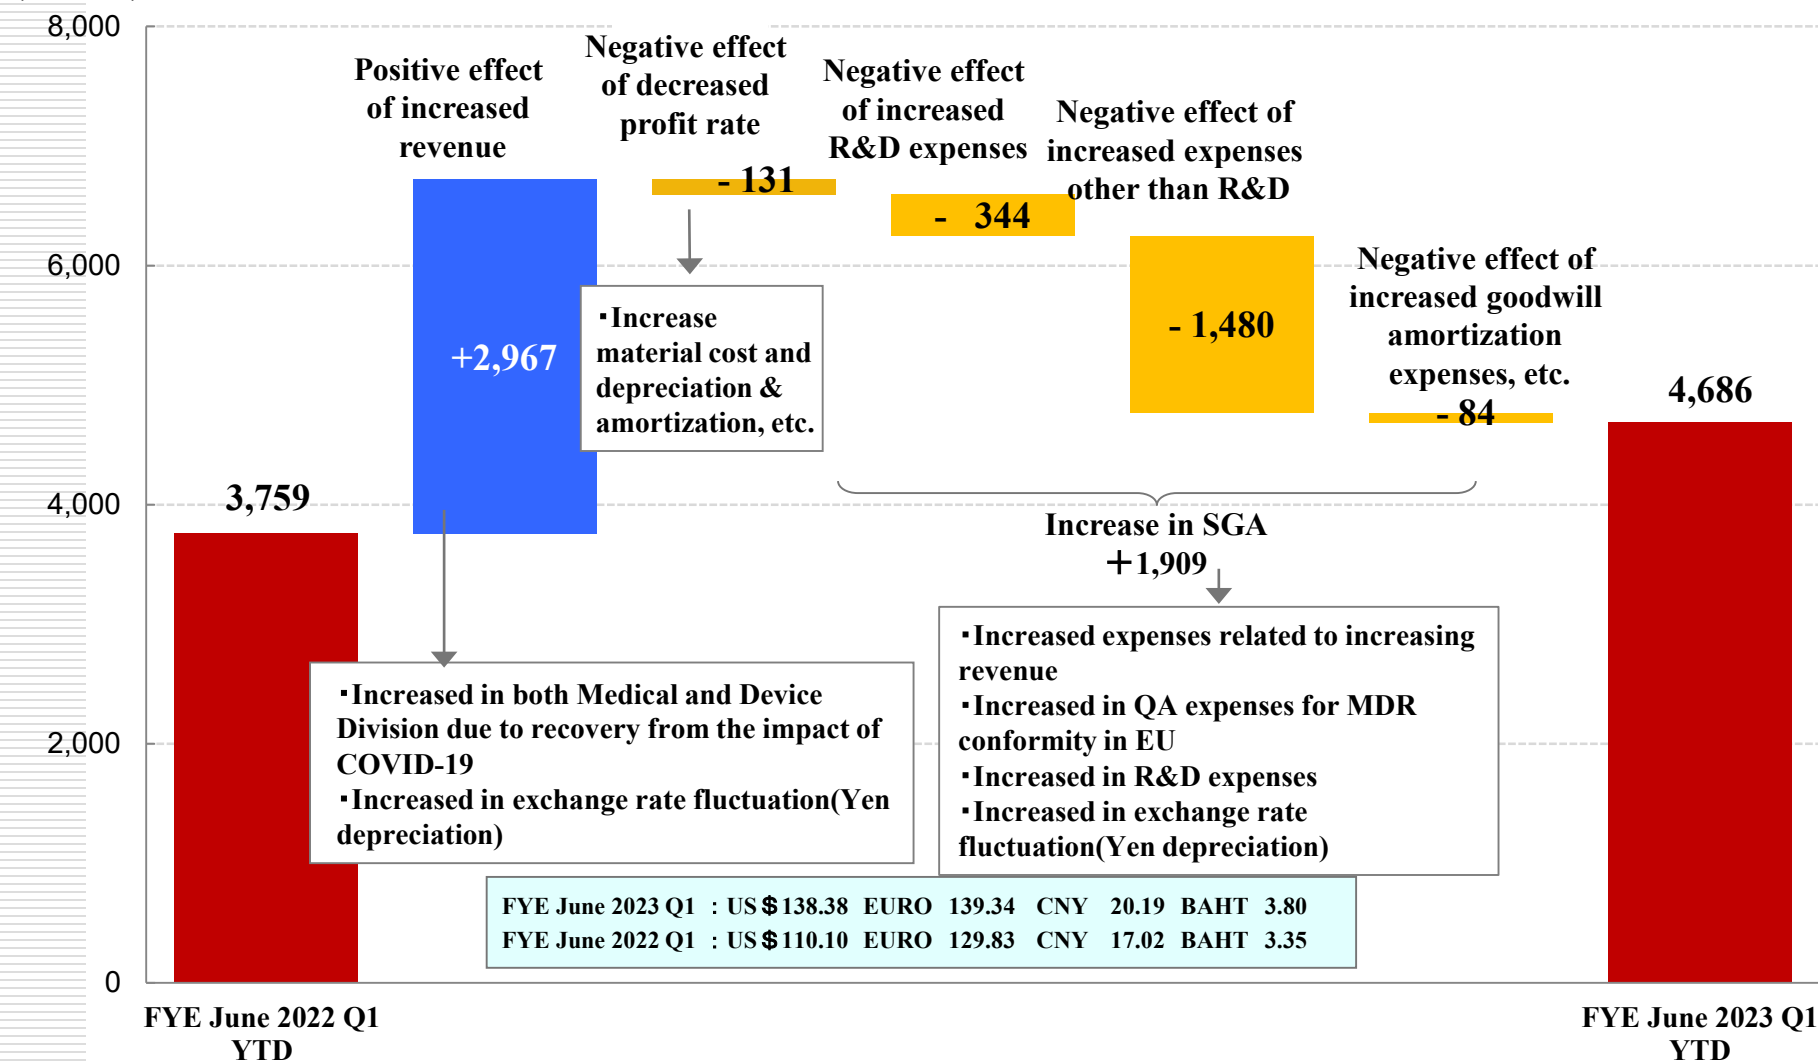 8,000
6,000
4,000
2,000
0
3,759
Positive effect
of increased
revenue
+2,967
Negative effect
of decreased
profit rate
- 131
Negative effect
of increased
R&D expenses
- 344
Negative effect of
increased expenses
other than R&D
- 1,480
Negative effect of
increased goodwill
amortization
expenses, etc.
- 84
4,686
・Increase
material cost and
depreciation &
amortization, etc.
Increase in SGA
＋1,909
・Increased in both Medical and Device
Division due to recovery from the impact of
COVID-19
・Increased in exchange rate fluctuation(Yen
depreciation)
・Increased expenses related to increasing
revenue
・Increased in QA expenses for MDR
conformity in EU
・Increased in R&D expenses
・Increased in exchange rate
fluctuation(Yen depreciation)
FYE June 2023 Q1 : US＄138.38 EURO 139.34 CNY 20.19 BAHT 3.80
FYE June 2022 Q1 : US＄110.10 EURO 129.83 CNY 17.02 BAHT 3.35
FYE June 2022 Q1
YTD
FYE June 2023 Q1
YTD